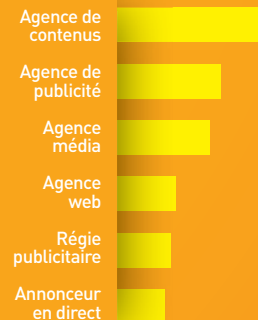 Agence de
contenus
Agence de
publicité
Agence
média
Agence
web
Régie
publicitaire
Annonceur
en direct